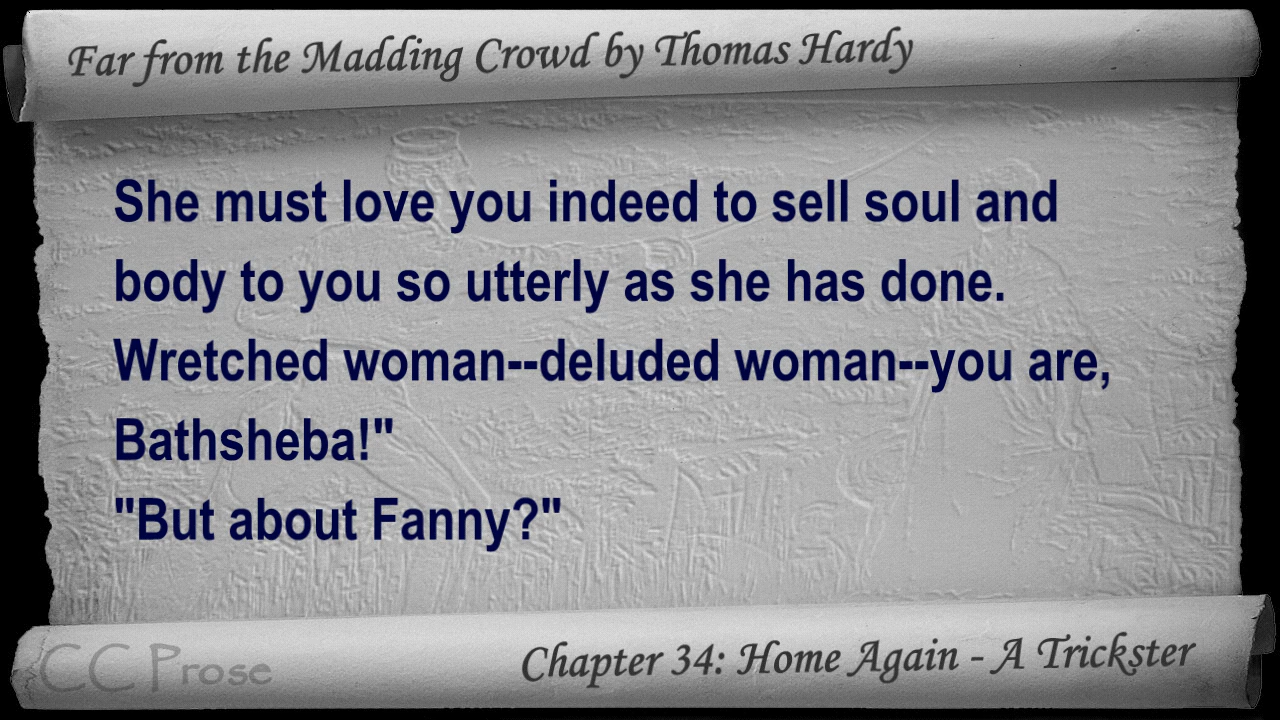 Far from the Madding Crowd by Thomas Hardy
She must love you indeed to sell soul and
body to you so utterly as she has done.
Wretched woman--deluded woman--you are,
Bathsheba!"
"But about Fanny?"
CC Prose
Chapter 34: Home Again - A Trickster